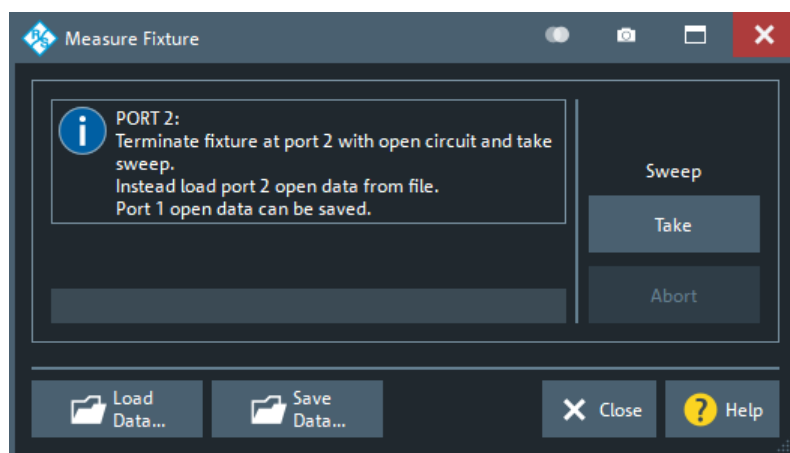 R&S
Measure Fixture
PORT 2:
Terminate fixture at port 2 with open circuit and take
sweep.
Instead load port 2 open data from file.
Port 1 open data can be saved.
Sweep
Take
Abort
Load
Data...
Save
Data...
Close
Help